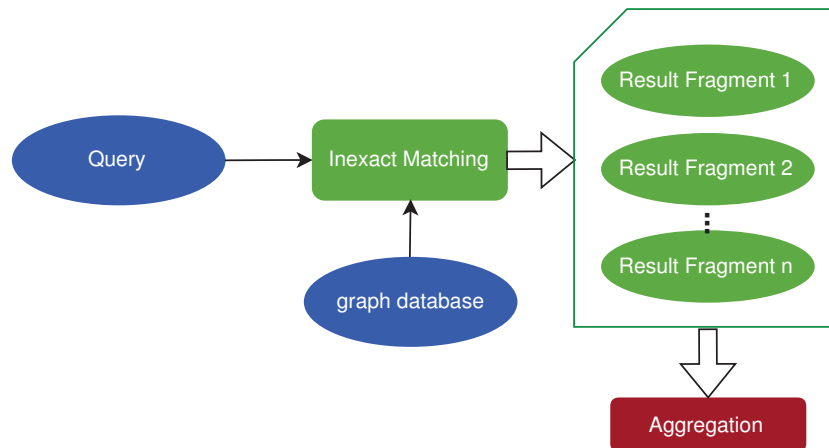 Query
Inexact Matching
graph database
Result Fragment 1
Result Fragment 2
Result Fragment n
Aggregation